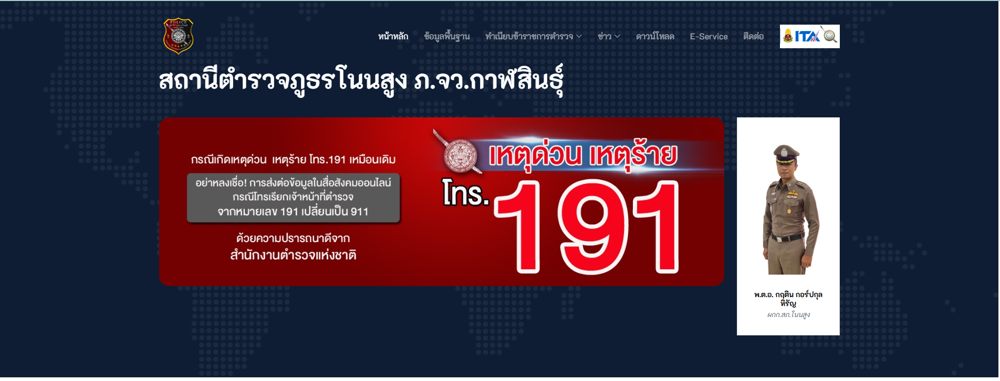 POLICE
หน้าหลัก ข้อมูลพื้นฐาน ทำเนียบข้าราชการตำรวจ ข่าว ดาวน์โหลด E-Service ติดต่อ ITA
สถานีตำรวจภูธรโนนสูง ภ.จว.กาฬสินธุ์
กรณีเกิดเหตุด่วน เหตุร้าย โทร.191 เหมือนเดิม
อย่าหลงเชื่อ! การส่งต่อข้อมูลในสื่อสังคมออนไลน์
กรณีโทรเรียกเจ้าหน้าที่ตำรวจ
จากหมายเลข 191 เปลี่ยนเป็น 911
ด้วยความปรารถนาดีจาก
สำนักงานตำรวจแห่งชาติ
เหตุด่วน เหตุร้าย
โทร. 191
พ.ต.อ. กฤติน กอร์ปกุล
หิรัญ
ผกก.สภ.โนนสูง